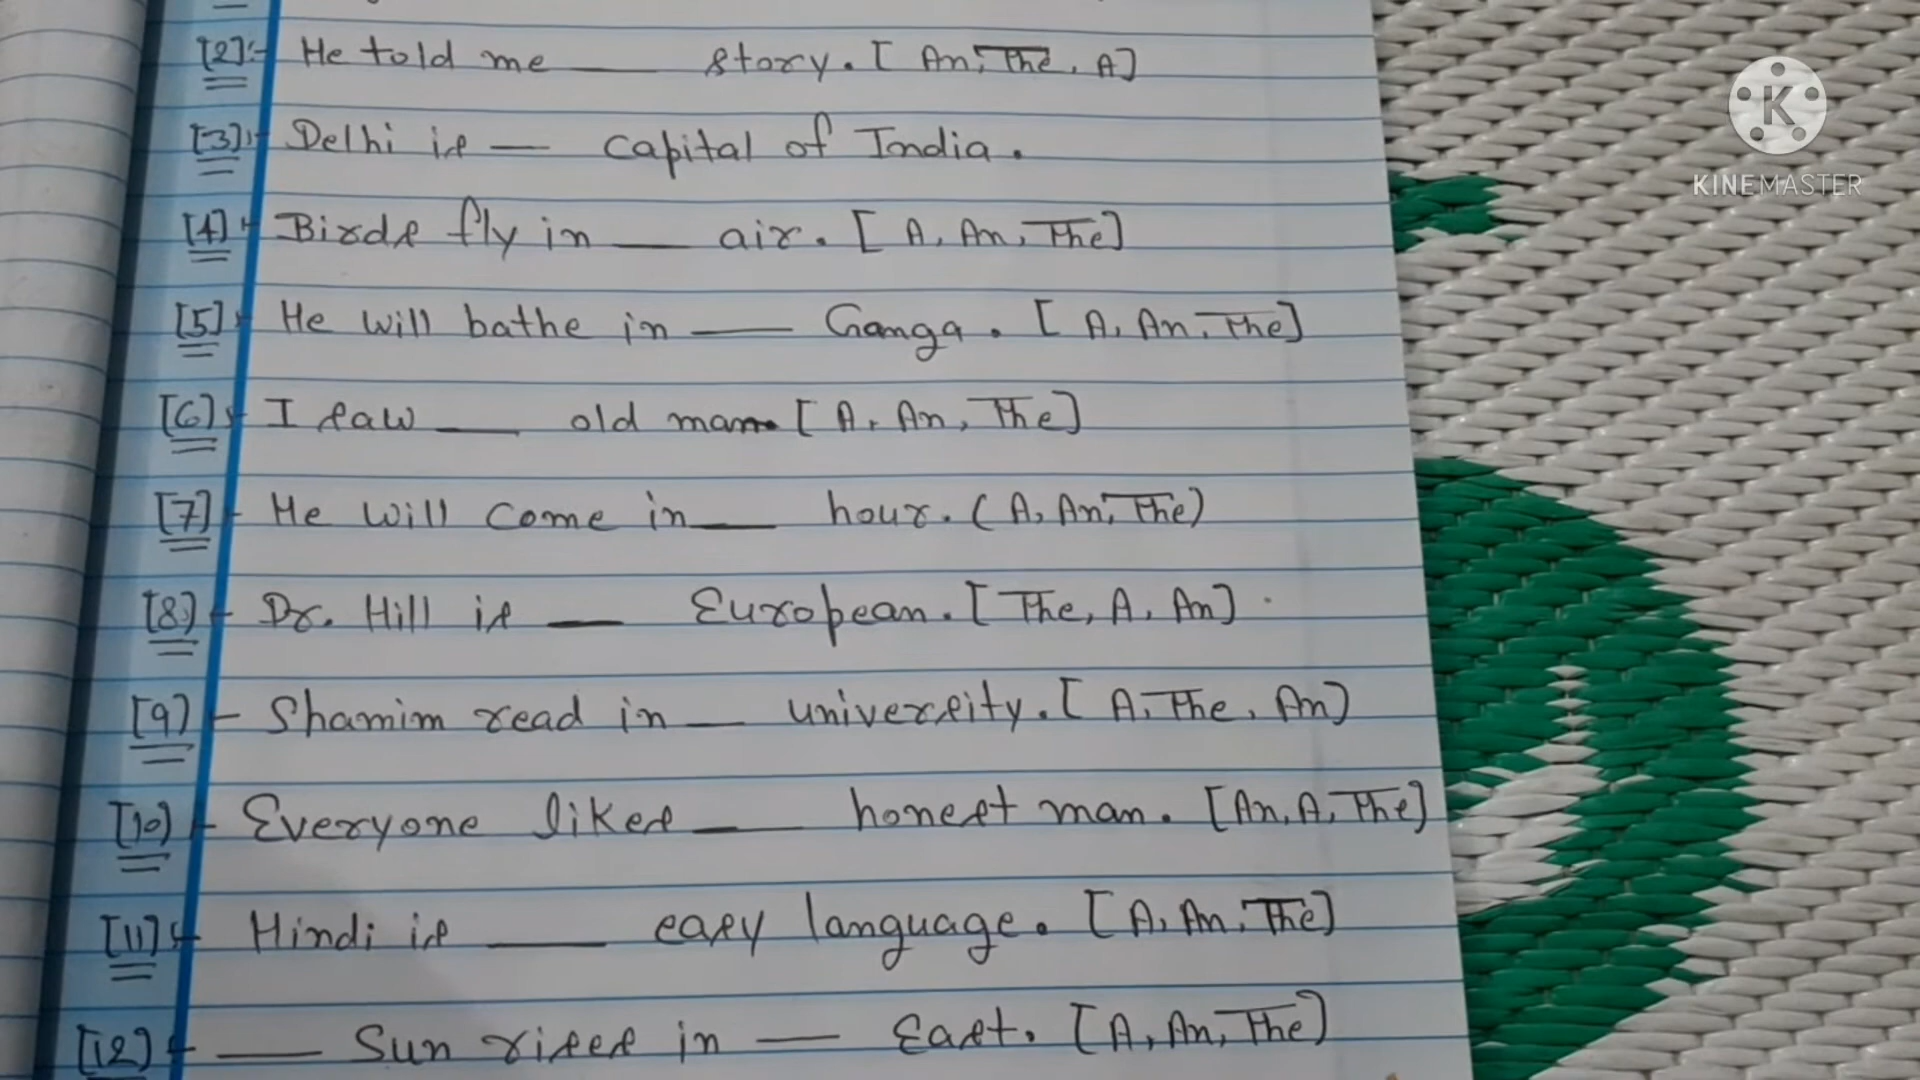 [2]:- He told me ___ story. [ An, The, A]
[3]:- Delhi is — capital of India.
[4]:- Birds fly in ___ air. [ A, An, The]
[5]:- He will bathe in ___ Ganga. [ A, An, The]
[6]:- I saw ___ old man. [ A, An, The]
[7]:- He will come in ___ hour. (A, An, The)
[8]:- Dr. Hill is ___ European. [The, A, An]
[9]:- Shamim read in ___ university. [ A, The, An]
[10]:- Everyone likes ___ honest man. [An, A, The]
[11]:- Hindi is ___ easy language. [A, An, The]
[12]:- ___ Sun rises in ___ East. [A, An, The]
K
KINEMASTER